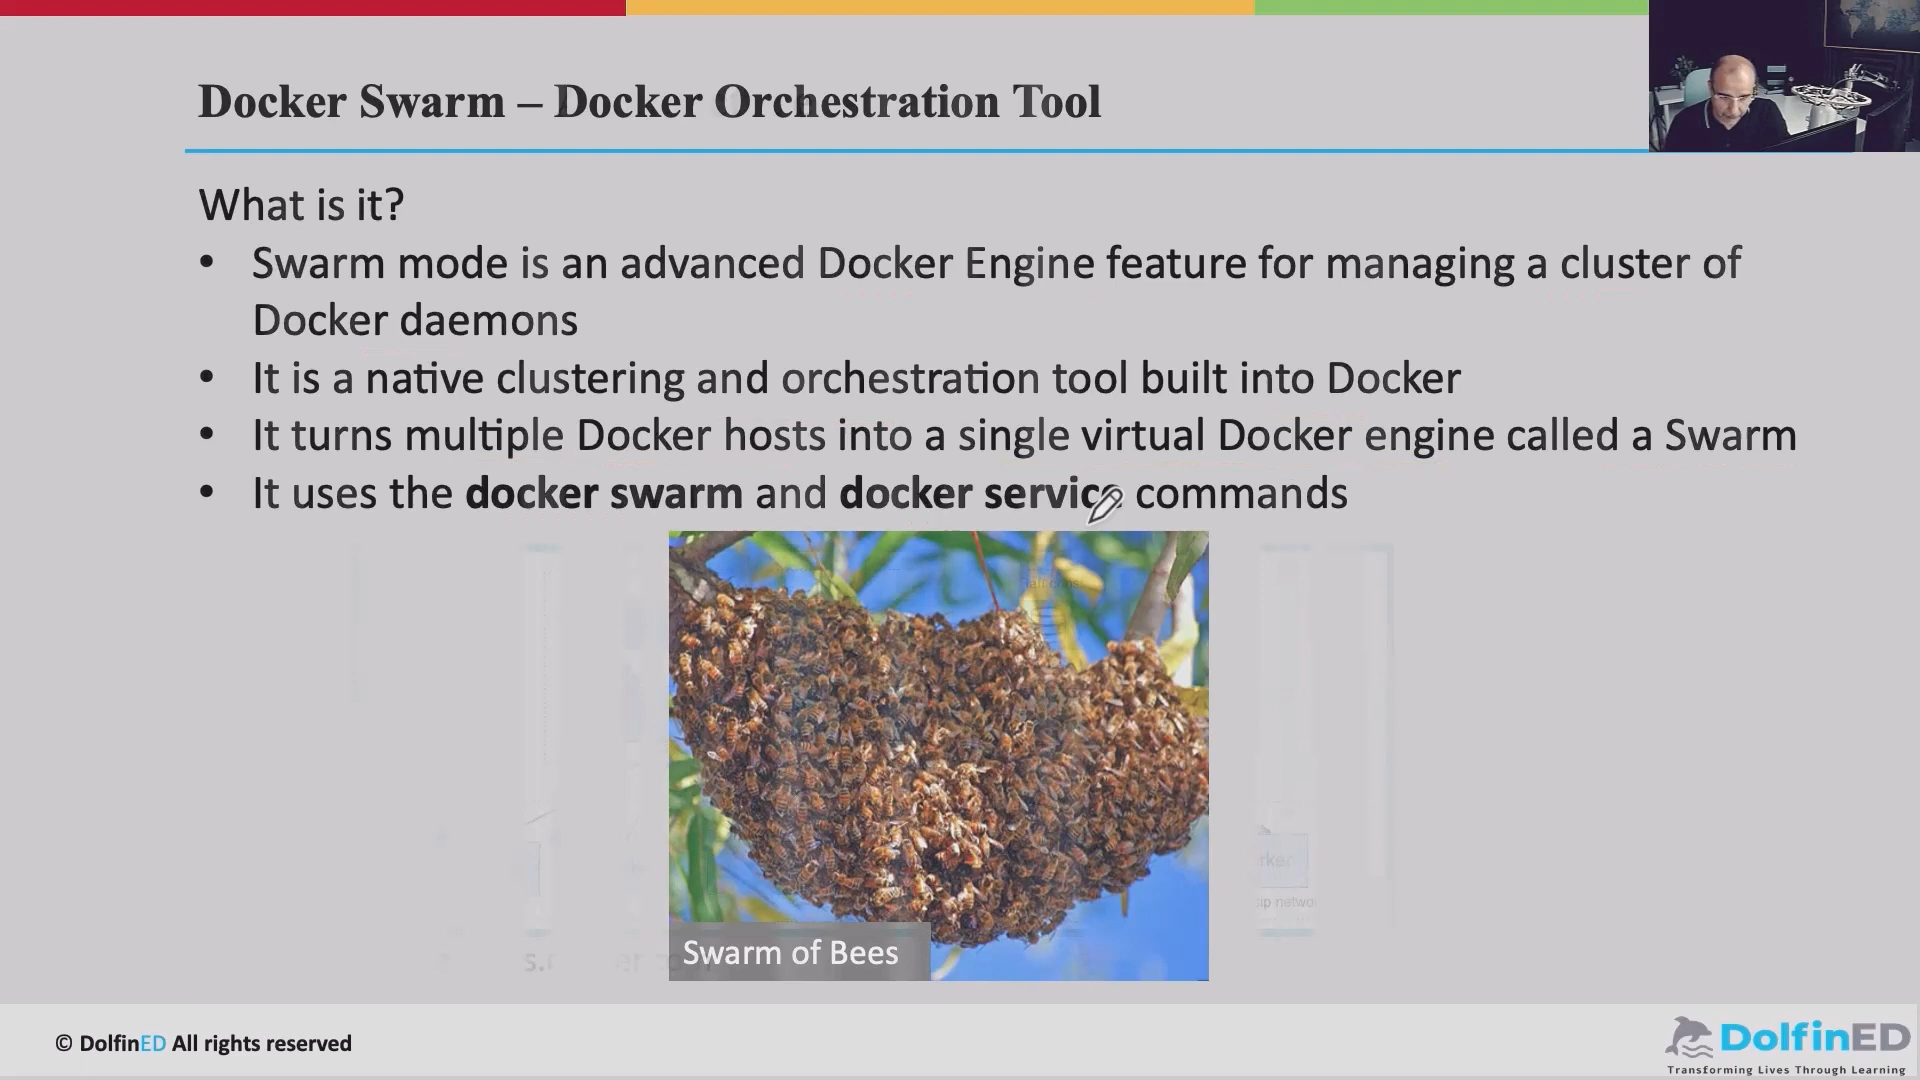 Docker Swarm – Docker Orchestration Tool
What is it?
• Swarm mode is an advanced Docker Engine feature for managing a cluster of
Docker daemons
• It is a native clustering and orchestration tool built into Docker
• It turns multiple Docker hosts into a single virtual Docker engine called a Swarm
• It uses the docker swarm and docker service commands
Swarm of Bees
© DolfinED All rights reserved
DolfinED
Transforming Lives Through Learning